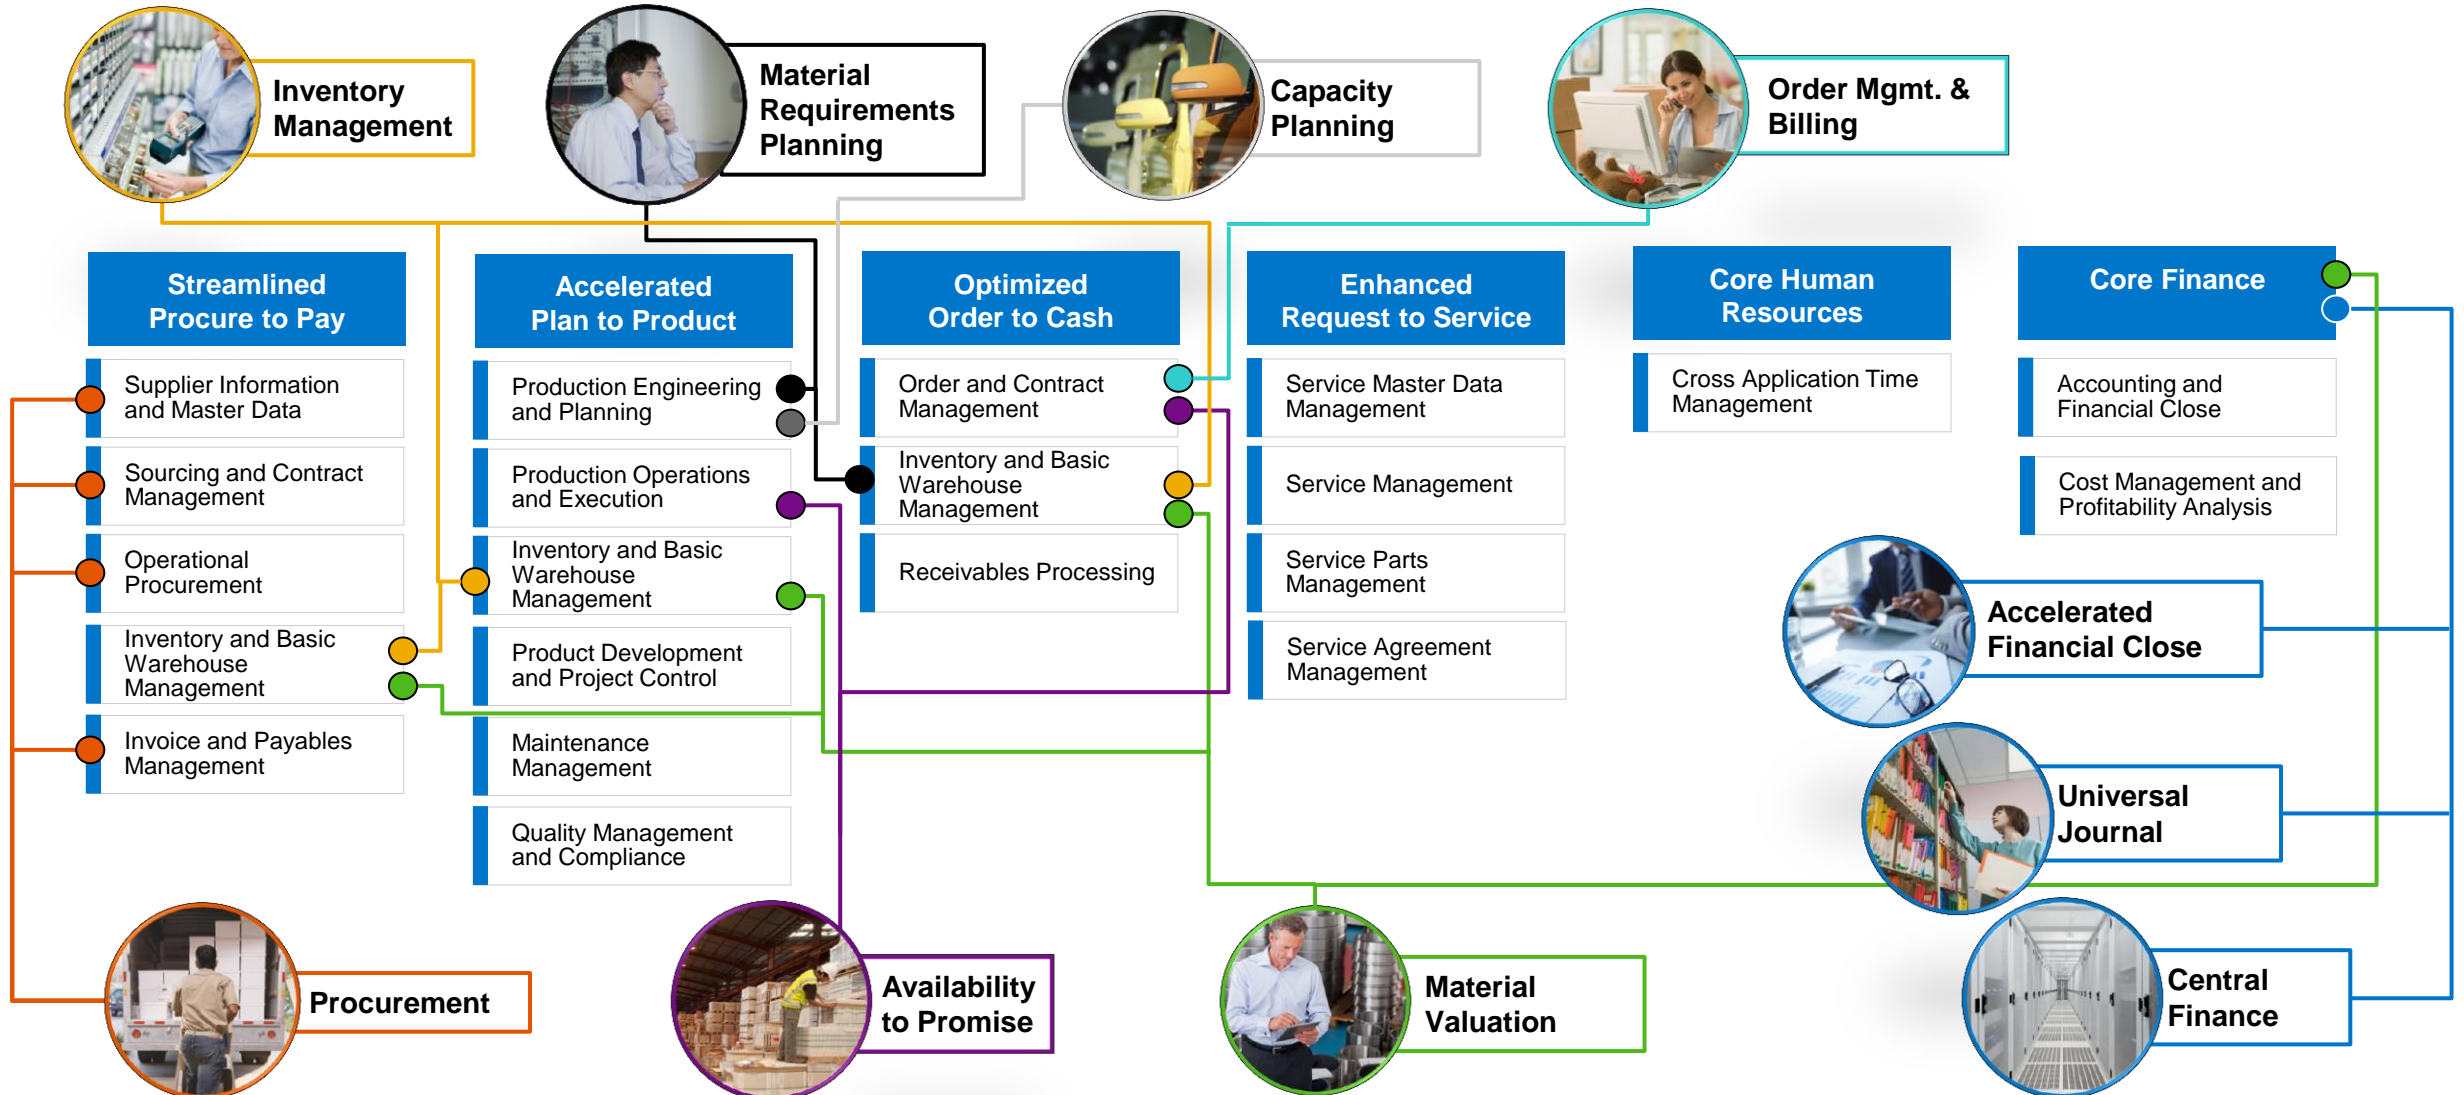 Inventory
Management
Material
Requirements
Planning
Capacity
Planning
Order Mgmt. &
Billing
Streamlined
Procure to Pay
Supplier Information
and Master Data
Sourcing and Contract
Management
Operational
Procurement
Inventory and Basic
Warehouse
Management
Invoice and Payables
Management
Accelerated
Plan to Product
Production Engineering
and Planning
Production Operations
and Execution
Inventory and Basic
Warehouse
Management
Product Development
and Project Control
Maintenance
Management
Quality Management
and Compliance
Optimized
Order to Cash
Order and Contract
Management
Inventory and Basic
Warehouse
Management
Receivables Processing
Enhanced
Request to Service
Service Master Data
Management
Service Management
Service Parts
Management
Service Agreement
Management
Core Human
Resources
Cross Application Time
Management
Core Finance
Accounting and
Financial Close
Cost Management and
Profitability Analysis
Accelerated
Financial Close
Universal
Journal
Central
Finance
Procurement
Availability
to Promise
Material
Valuation